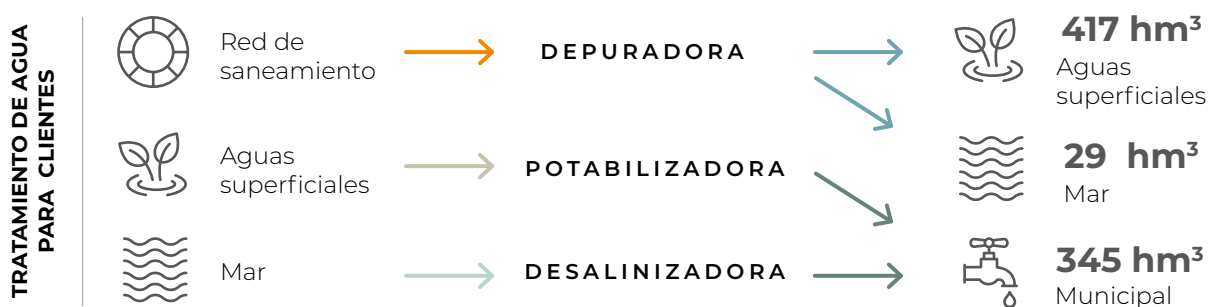 TRATAMIENTO DE AGUA
PARA CLIENTES
Red de
saneamiento
DEPURADORA
417 hm³
Aguas
superficiales
Aguas
superficiales
POTABILIZADORA
29 hm³
Mar
Mar
DESALINIZADORA
345 hm³
Municipal